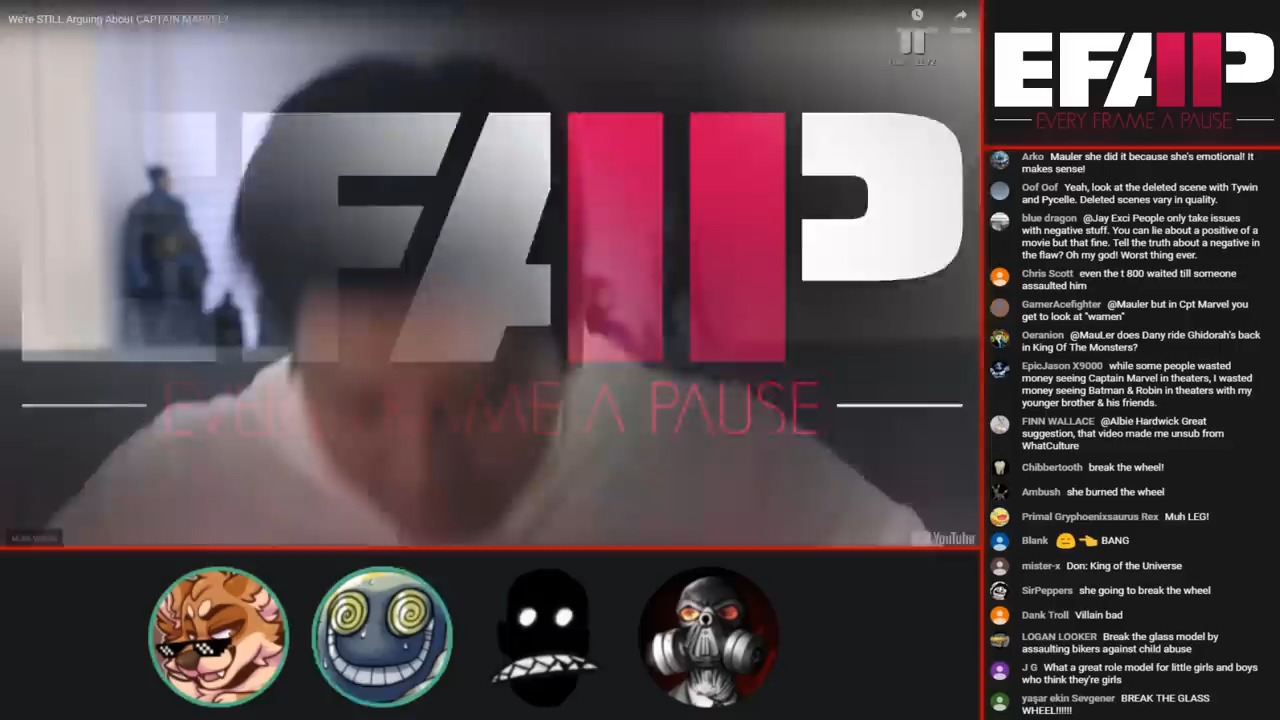 We're STILL Arguing About CAPTAIN MARVEL?
EFAP
EVERY FRAME A PAUSE
YouTube
EFAP
EVERY FRAME A PAUSE
Arko Mauler she did it because she's emotional! It
makes sense!
Oof Oof Yeah, look at the deleted scene with Tywin
and Pycelle. Deleted scenes vary in quality.
blue dragon @Jay Exci People only take issues
with negative stuff. You can lie about a positive of a
movie but that fine. Tell the truth about a negative in
the flaw? Oh my god! Worst thing ever.
Chris Scott even the t 800 waited till someone
assaulted him
GamerAcefighter @Mauler but in Cpt Marvel you
get to look at "wamen"
Oeranion @MauLer does Dany ride Ghidorah's back
in King Of The Monsters?
EpicJason X9000 while some people wasted
money seeing Captain Marvel in theaters, I wasted
money seeing Batman & Robin in theaters with my
younger brother & his friends.
FINN WALLACE @Albie Hardwick Great
suggestion, that video made me unsub from
WhatCulture
Chibbertooth break the wheel!
Ambush she burned the wheel
Primal Gryphoenixsaurus Rex Muh LEG!
Blank 😑 👈 BANG
mister-x Don: King of the Universe
SirPeppers she going to break the wheel
Dank Troll Villain bad
LOGAN LOOKER Break the glass model by
assaulting bikers against child abuse
J G What a great role model for little girls and boys
who think they're girls
yaşar ekin Sevgener BREAK THE GLASS
WHEEL!!!!!!